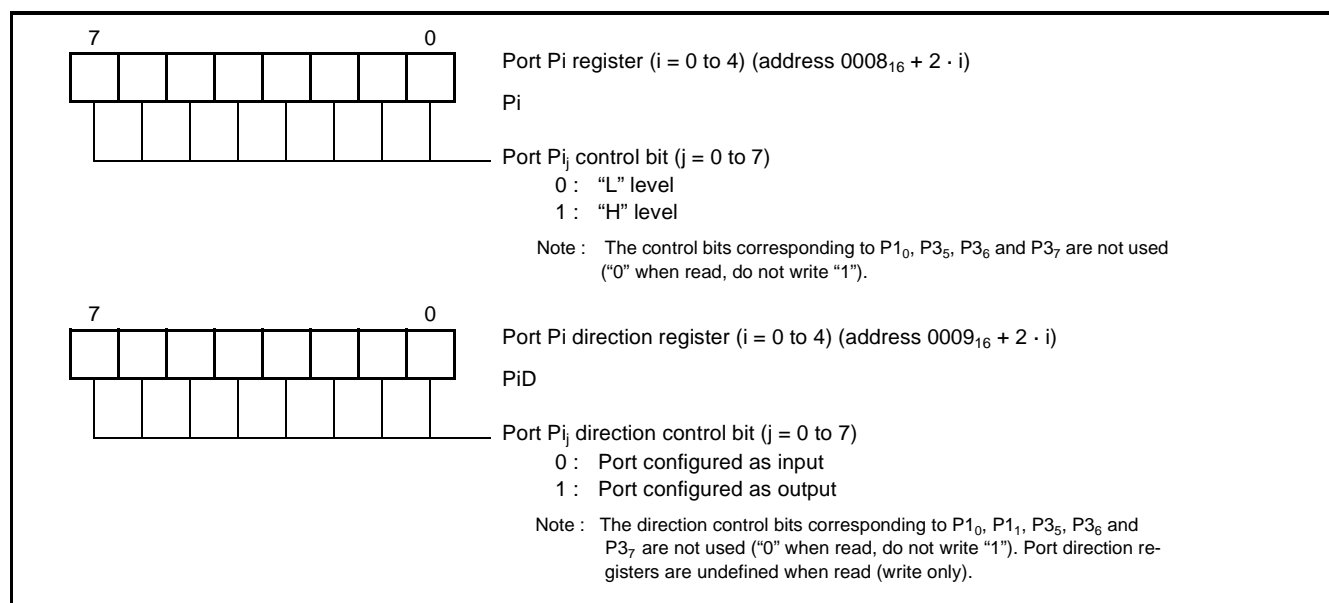 7 0
Port Pi register (i = 0 to 4) (address 0008₁₆ + 2 · i)
Pi
Port Piⱼ control bit (j = 0 to 7)
0 : “L” level
1 : “H” level
Note : The control bits corresponding to P1₀, P3₅, P3₆ and P3₇ are not used
(“0” when read, do not write “1”).
7 0
Port Pi direction register (i = 0 to 4) (address 0009₁₆ + 2 · i)
PiD
Port Piⱼ direction control bit (j = 0 to 7)
0 : Port configured as input
1 : Port configured as output
Note : The direction control bits corresponding to P1₀, P1₁, P3₅, P3₆ and
P3₇ are not used (“0” when read, do not write “1”). Port direction re-
gisters are undefined when read (write only).